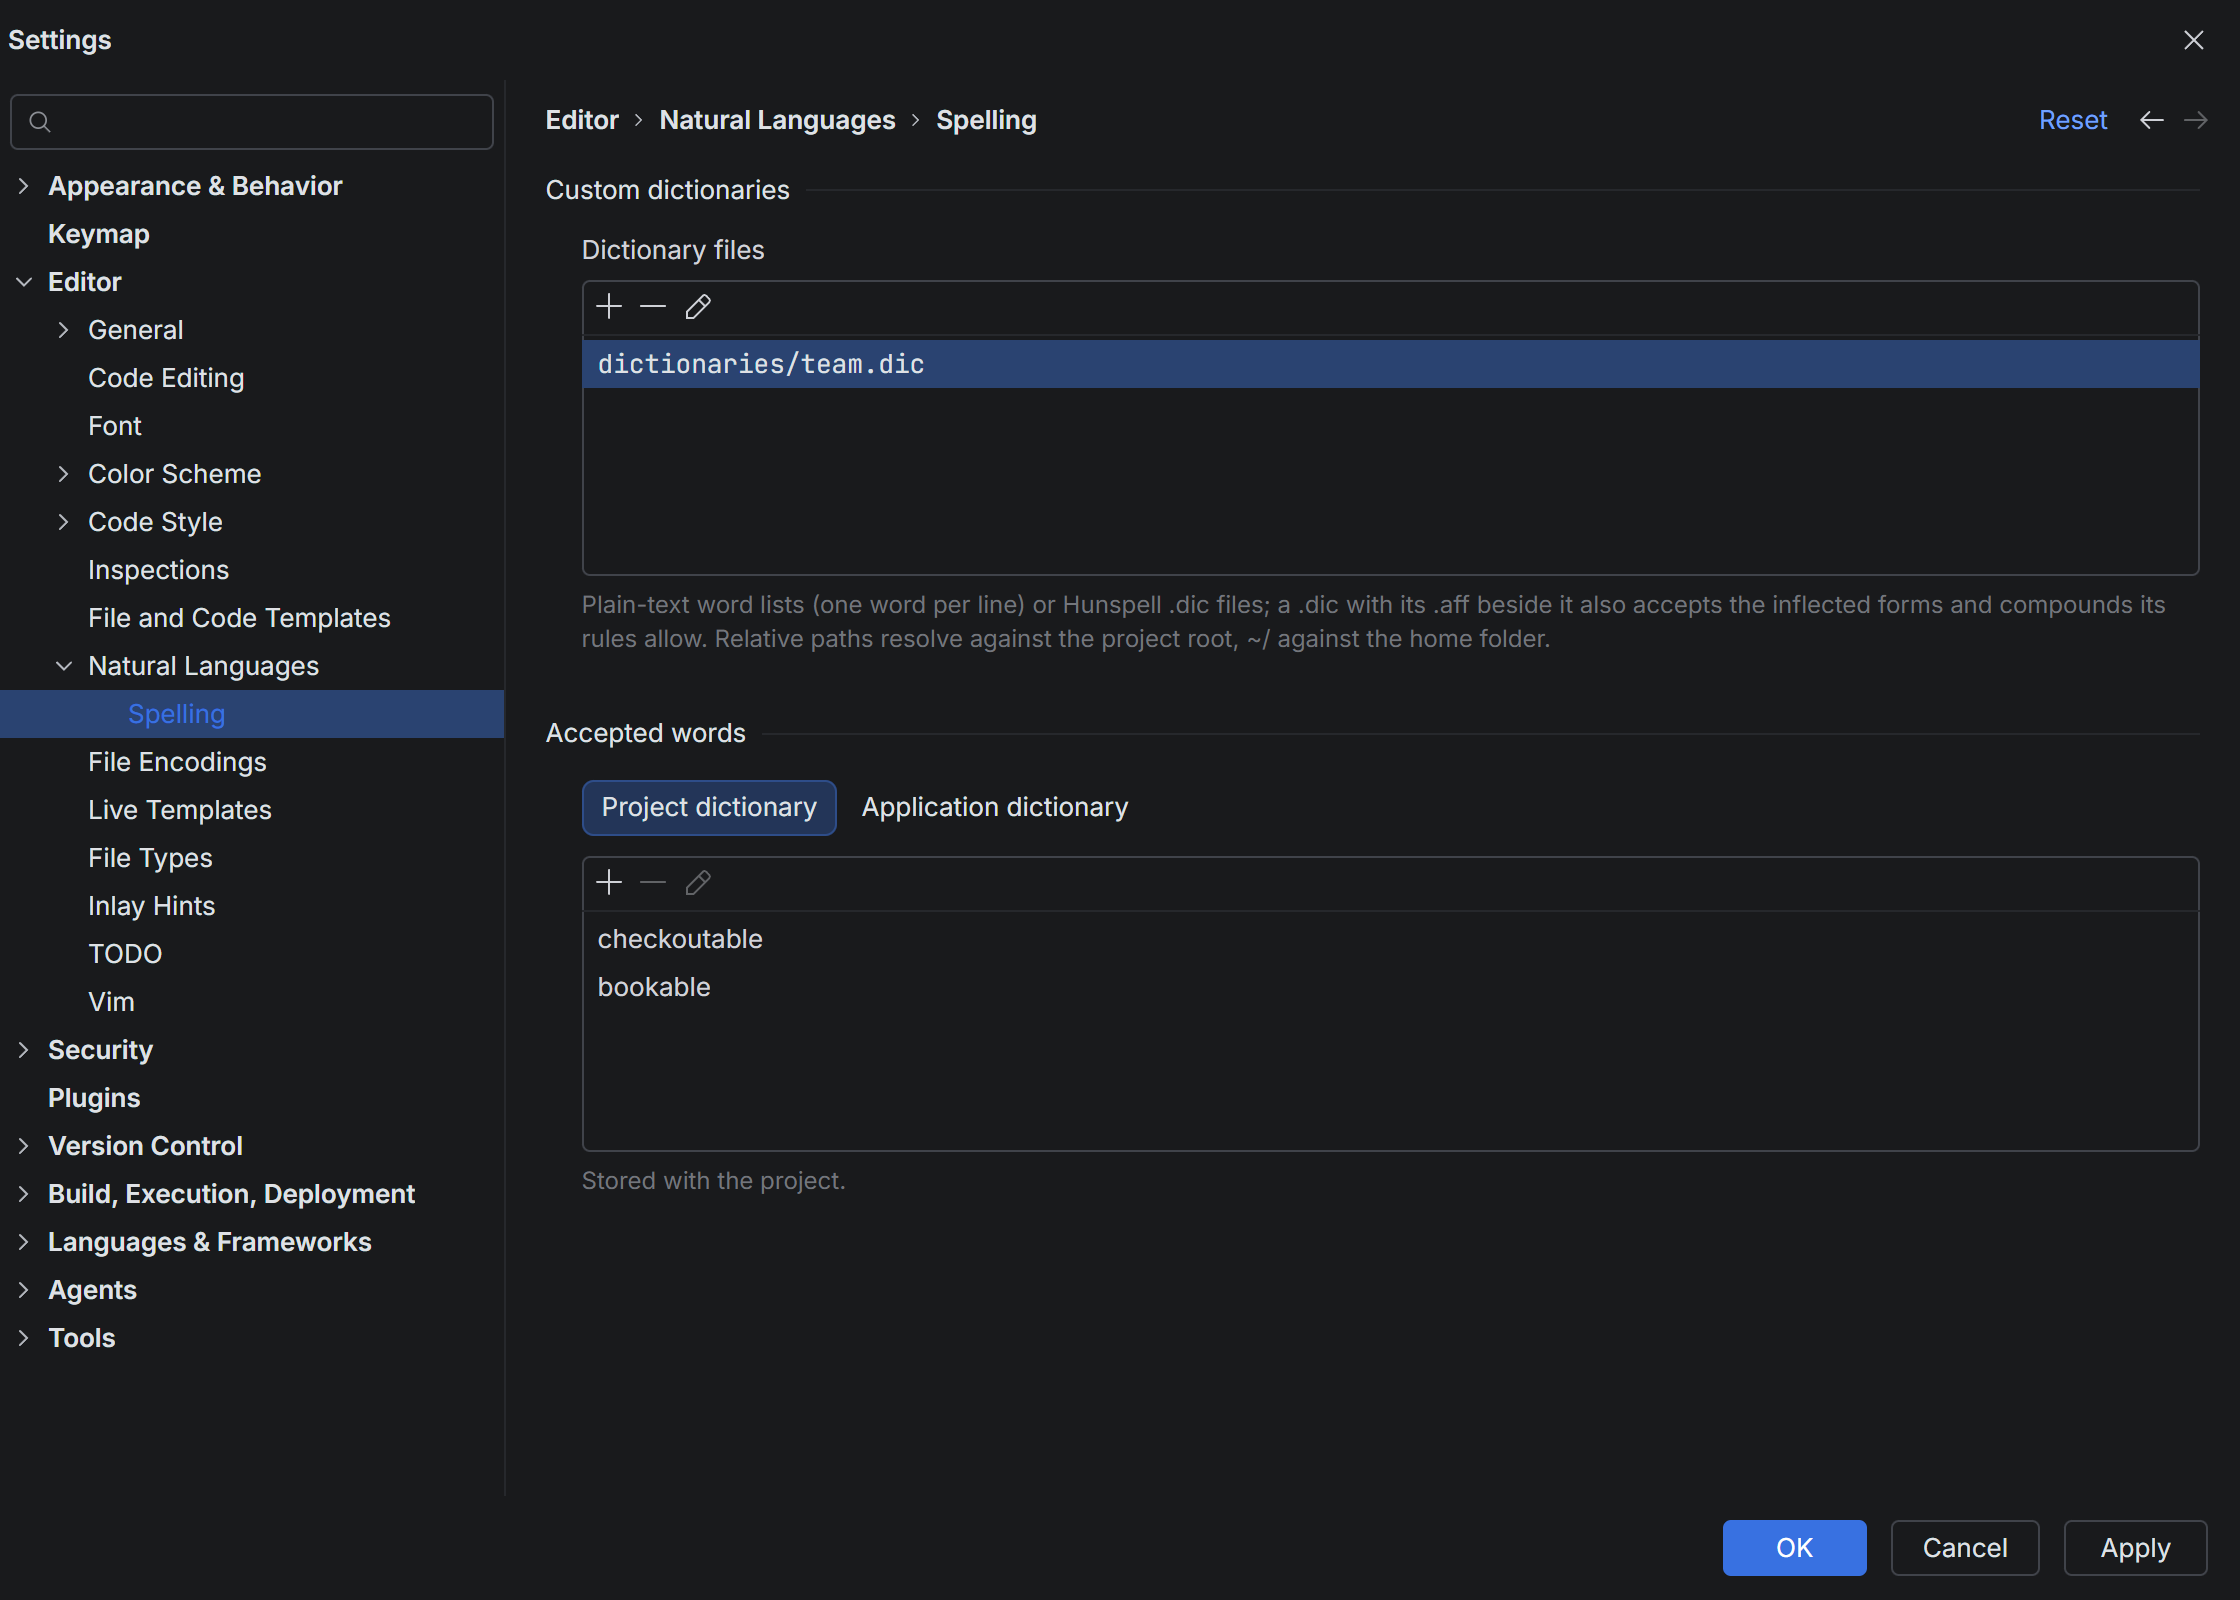 Settings
Appearance & Behavior
Keymap
Editor
General
Code Editing
Font
Color Scheme
Code Style
Inspections
File and Code Templates
Natural Languages
Spelling
File Encodings
Live Templates
File Types
Inlay Hints
TODO
Vim
Security
Plugins
Version Control
Build, Execution, Deployment
Languages & Frameworks
Agents
Tools
Editor › Natural Languages › Spelling
Reset
Custom dictionaries
Dictionary files
dictionaries/team.dic
Plain-text word lists (one word per line) or Hunspell .dic files; a .dic with its .aff beside it also accepts the inflected forms and compounds its
rules allow. Relative paths resolve against the project root, ~/ against the home folder.
Accepted words
Project dictionary Application dictionary
checkoutable
bookable
Stored with the project.
OK Cancel Apply